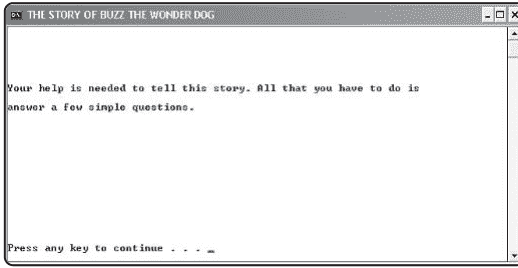 THE STORY OF BUZZ THE WONDER DOG
Your help is needed to tell this story. All that you have to do is
answer a few simple questions.
Press any key to continue . . . _